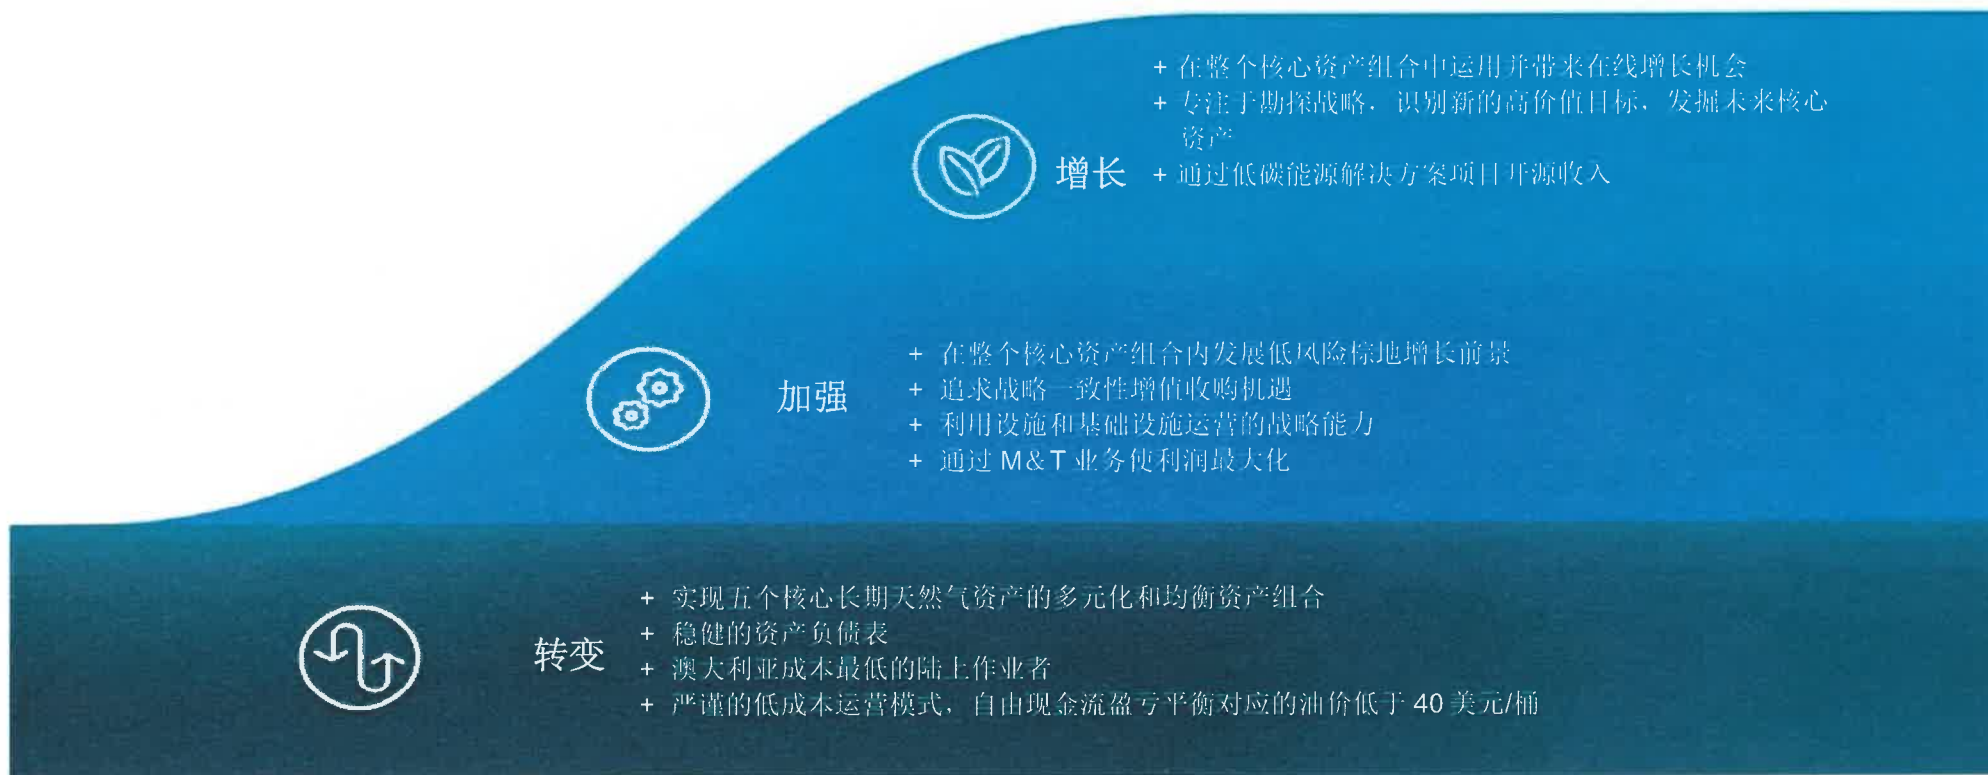 + 在整个核心资产组合中运用并带来在线增长机会
+ 专注于勘探战略，识别新的高价值目标，发掘未来核心
资产
增长 + 通过低碳能源解决方案项目开源收入
+ 在整个核心资产组合内发展低风险棕地增长前景
加强 + 追求战略一致性增值收购机遇
+ 利用设施和基础设施运营的战略能力
+ 通过 M&T 业务使利润最大化
+ 实现五个核心长期天然气资产的多元化和均衡资产组合
+ 稳健的资产负债表
转变 + 澳大利亚成本最低的陆上作业者
+ 严谨的低成本运营模式，自由现金流盈亏平衡对应的油价低于 40 美元/桶